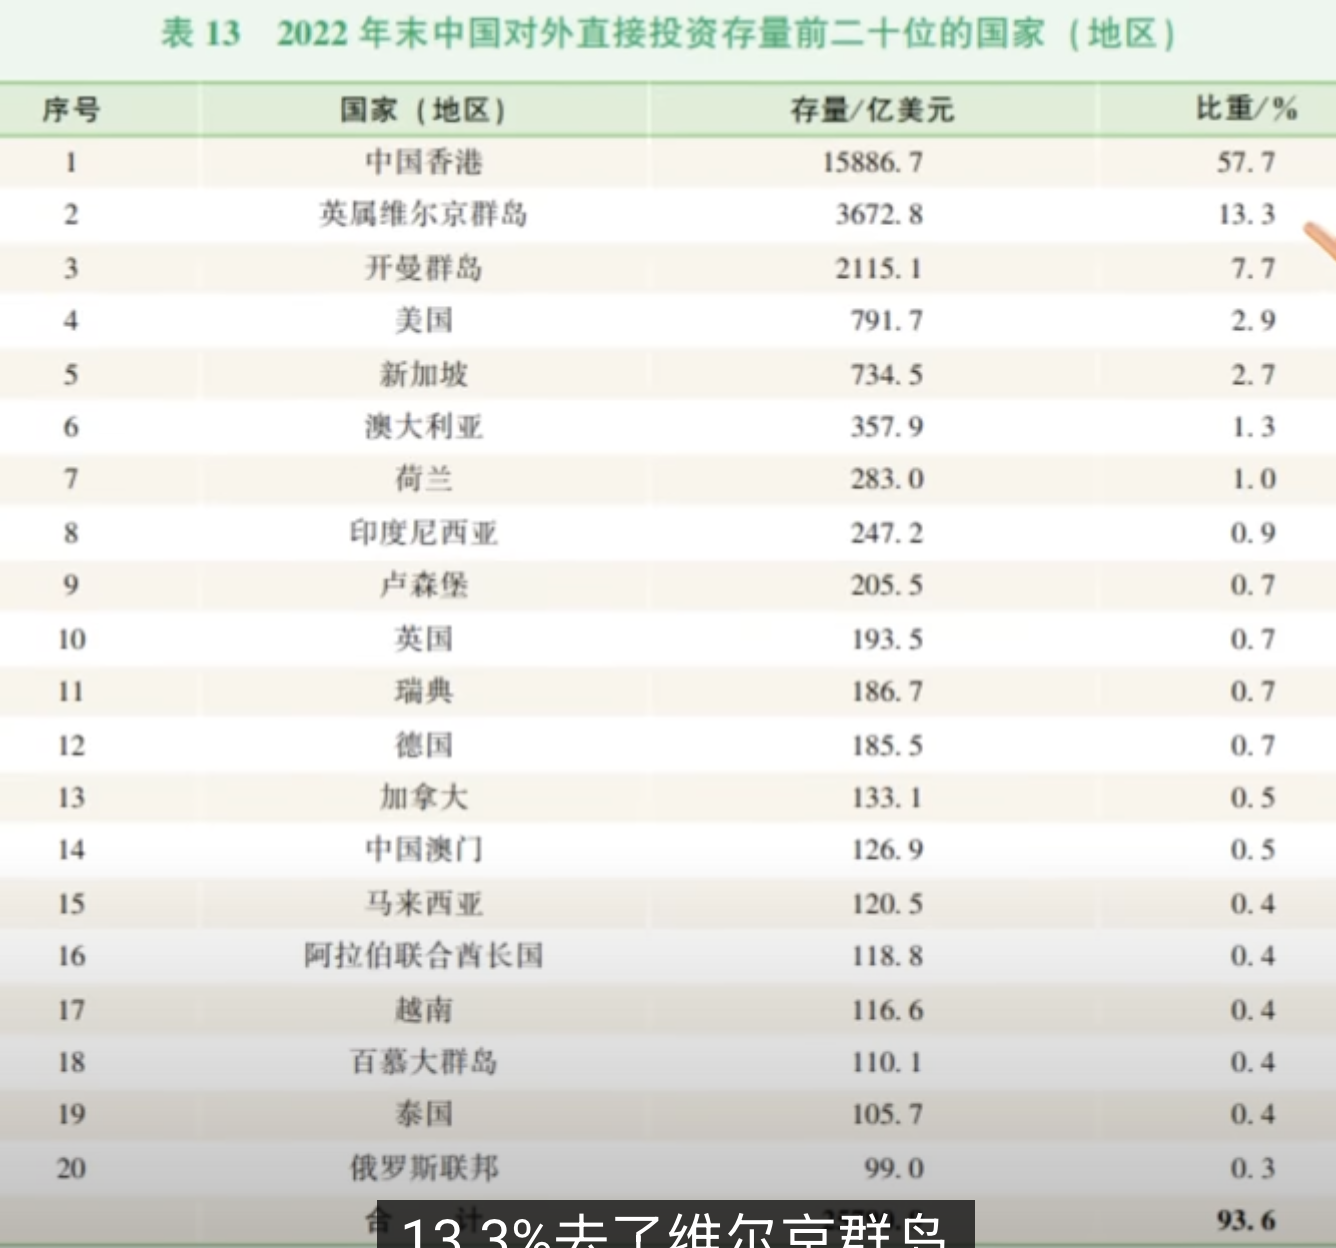 表 13 2022 年末中国对外直接投资存量前二十位的国家（地区）
序号 国家（地区） 存量/亿美元 比重/%
1 中国香港 15886.7 57.7
2 英属维尔京群岛 3672.8 13.3
3 开曼群岛 2115.1 7.7
4 美国 791.7 2.9
5 新加坡 734.5 2.7
6 澳大利亚 357.9 1.3
7 荷兰 283.0 1.0
8 印度尼西亚 247.2 0.9
9 卢森堡 205.5 0.7
10 英国 193.5 0.7
11 瑞典 186.7 0.7
12 德国 185.5 0.7
13 加拿大 133.1 0.5
14 中国澳门 126.9 0.5
15 马来西亚 120.5 0.4
16 阿拉伯联合酋长国 118.8 0.4
17 越南 116.6 0.4
18 百慕大群岛 110.1 0.4
19 泰国 105.7 0.4
20 俄罗斯联邦 99.0 0.3
合 计 93.6
13.3%去了维尔京群岛